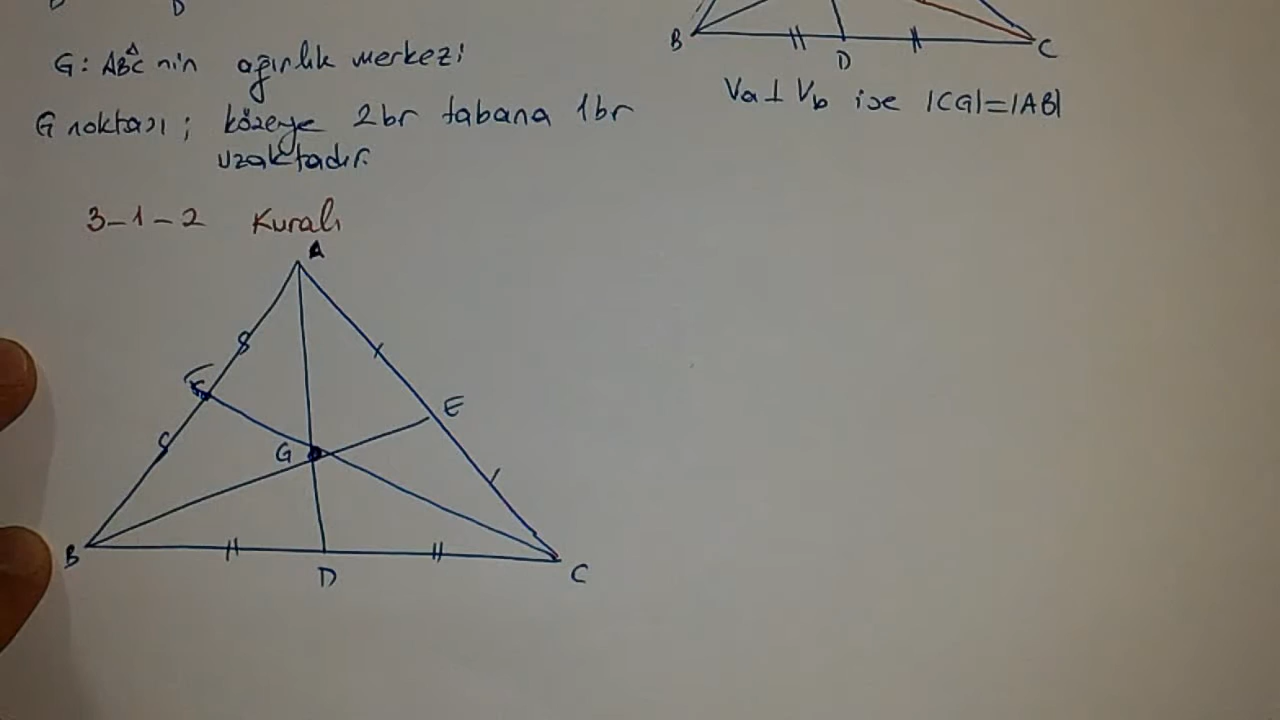 D
G: ABC nin ağırlık merkezi
G noktası; köşeye 2br tabana 1br
uzaktadır.
3-1-2 Kuralı
A
F
E
G
B
D
C
B
D
C
Va⊥Vb ise |CG|=|AB|